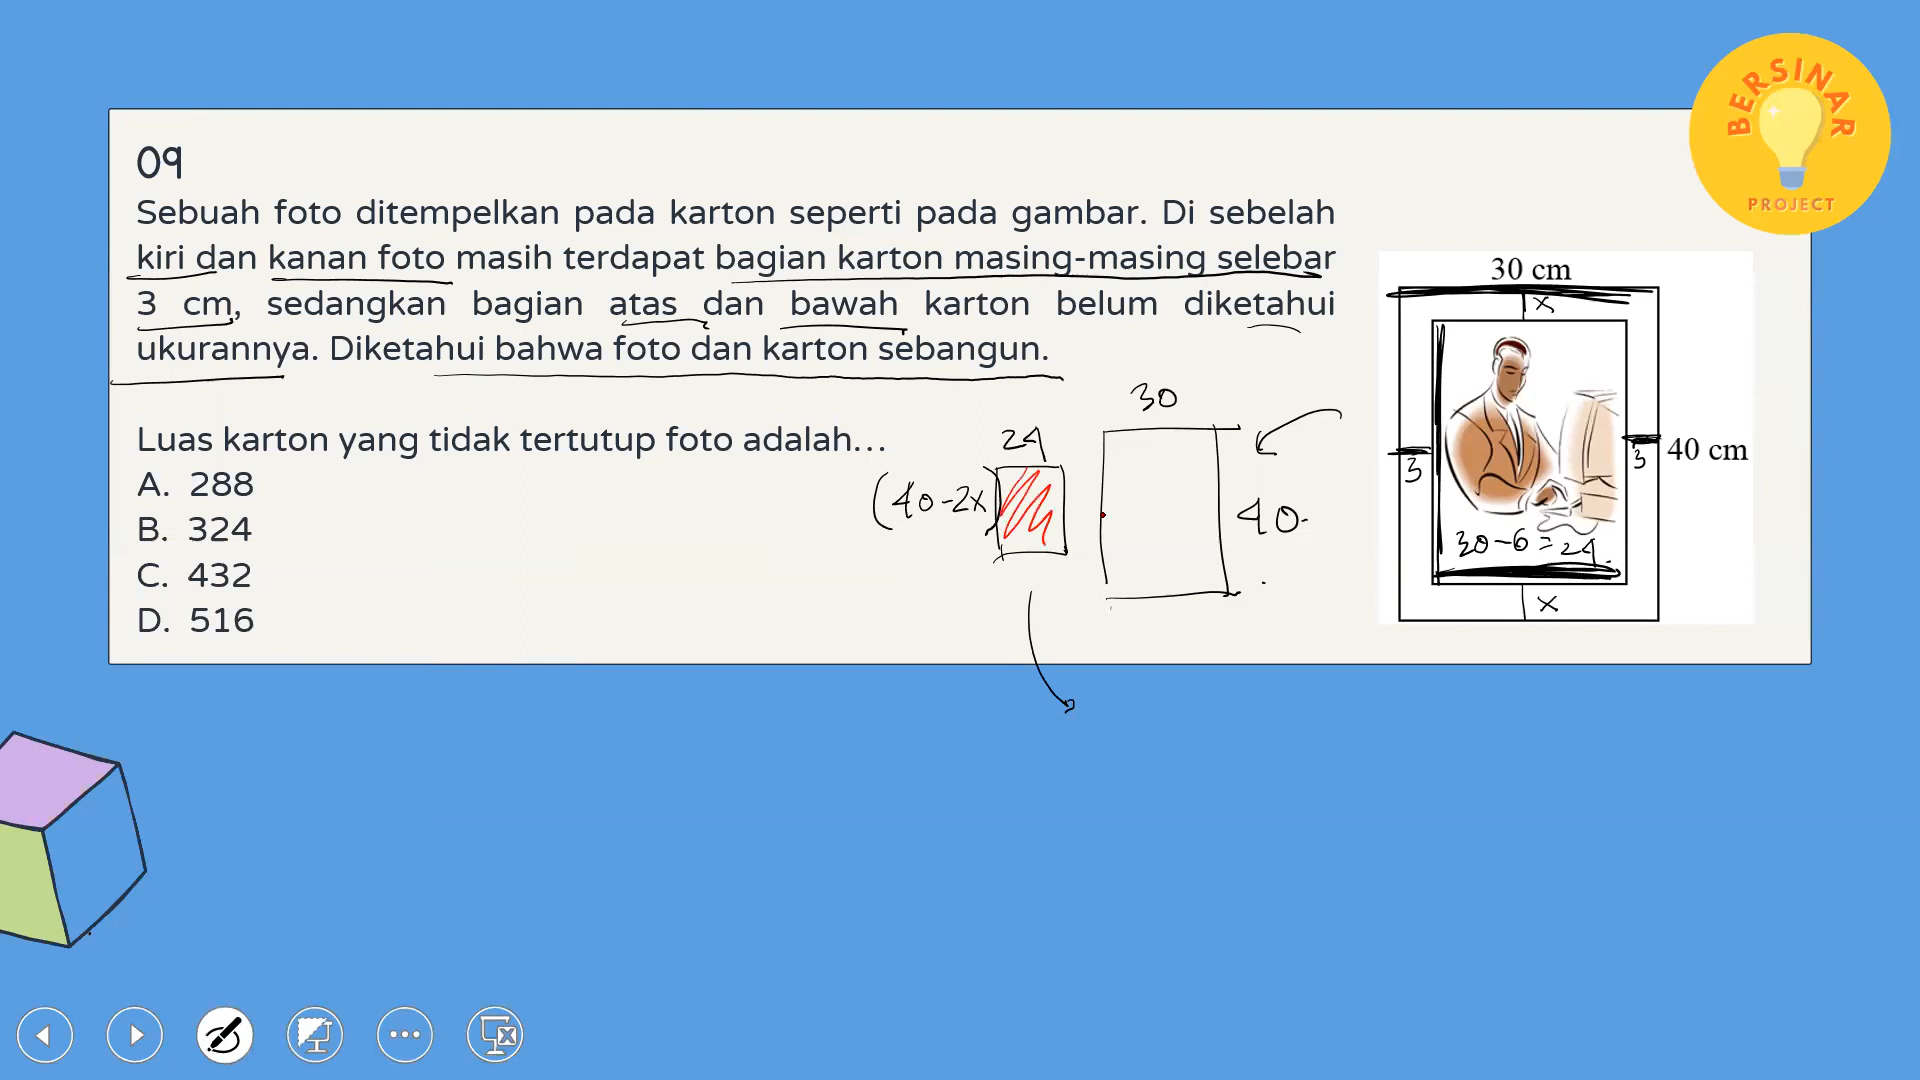 BERSINAR
PROJECT
09
Sebuah foto ditempelkan pada karton seperti pada gambar. Di sebelah
kiri dan kanan foto masih terdapat bagian karton masing-masing selebar
3 cm, sedangkan bagian atas dan bawah karton belum diketahui
ukurannya. Diketahui bahwa foto dan karton sebangun.
Luas karton yang tidak tertutup foto adalah...
A. 288
B. 324
C. 432
D. 516
24
(40-2x)
30
40
30 cm
x
3
3
40 cm
30-6=24
x